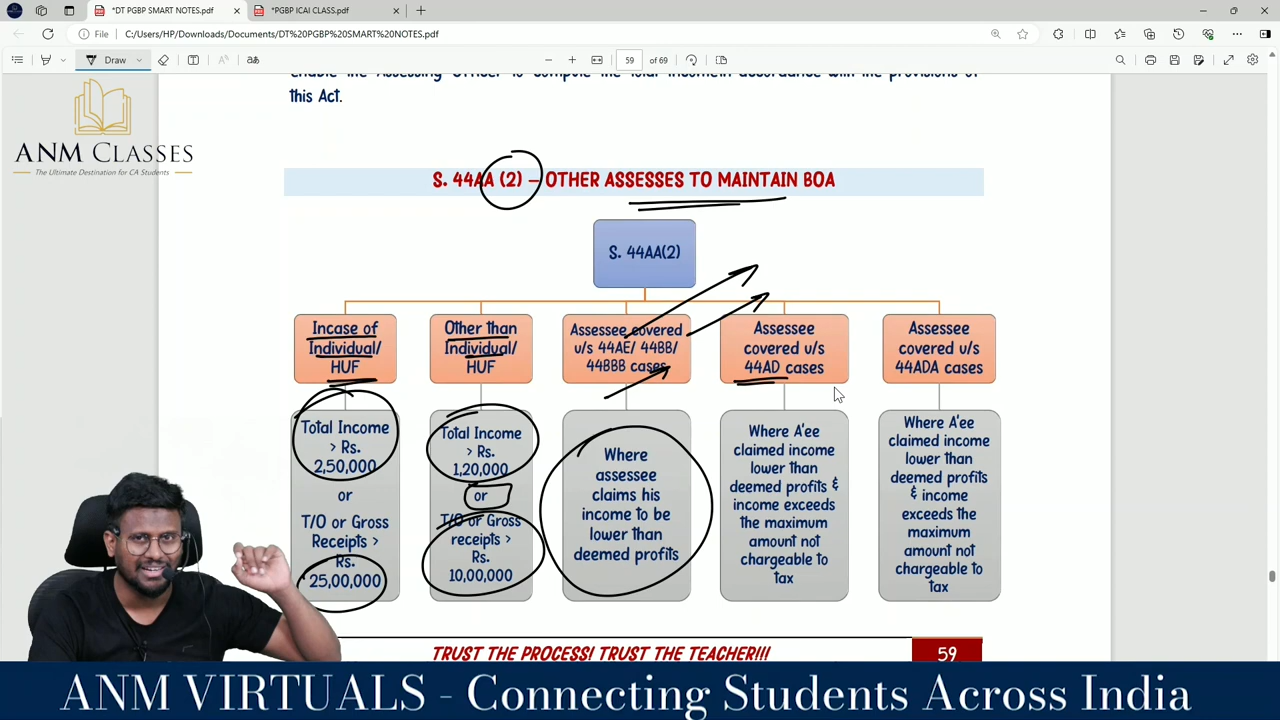 *DT PGBP SMART NOTES.pdf
*PGBP ICAI CLASS.pdf
File
C:/Users/HP/Downloads/Documents/DT%20PGBP%20SMART%20NOTES.pdf
Draw
59
of 69
this Act.
ANM CLASSES
The Ultimate Destination for CA Students
S. 44AA (2) – OTHER ASSESSES TO MAINTAIN BOA
S. 44AA(2)
Incase of
Individual/
HUF
Total Income
> Rs.
2,50,000
or
T/O or Gross
Receipts >
Rs.
25,00,000
Other than
Individual/
HUF
Total Income
> Rs.
1,20,000
or
T/O or Gross
receipts >
Rs.
10,00,000
Assessee covered
u/s 44AE/ 44BB/
44BBB cases
Where
assessee
claims his
income to be
lower than
deemed profits
Assessee
covered u/s
44AD cases
Where A'ee
claimed income
lower than
deemed profits &
income exceeds
the maximum
amount not
chargeable to
tax
Assessee
covered u/s
44ADA cases
Where A'ee
claimed income
lower than
deemed profits
& income
exceeds the
maximum
amount not
chargeable to
tax
TRUST THE PROCESS! TRUST THE TEACHER!!!
59
ANM VIRTUALS - Connecting Students Across India